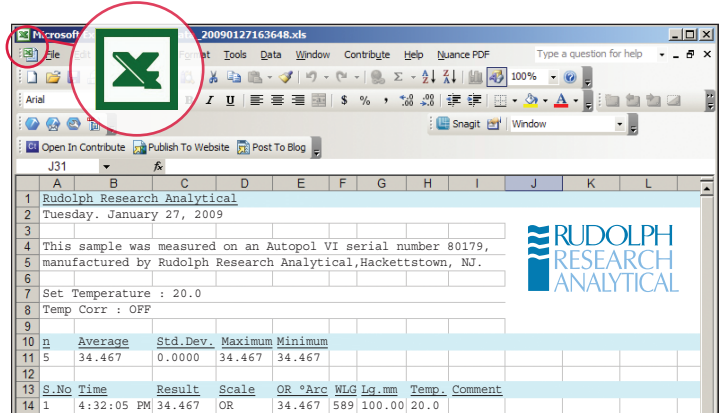 Microsoft _20090127163648.xls
File Edit Format Tools Data Window Contribute Help Nuance PDF Type a question for help
100%
Arial B I U $ % ,
Snagit Window
Open In Contribute Publish To Website Post To Blog
J31 fx
A B C D E F G H I J K L
1 Rudolph Research Analytical
2 Tuesday. January 27, 2009
3
4 This sample was measured on an Autopol VI serial number 80179,
5 manufactured by Rudolph Research Analytical,Hackettstown, NJ.
6
7 Set Temperature : 20.0
8 Temp Corr : OFF
9
10 n Average Std.Dev. Maximum Minimum
11 5 34.467 0.0000 34.467 34.467
12
13 S.No Time Result Scale OR °Arc WLG Lg.mm Temp. Comment
14 1 4:32:05 PM 34.467 OR 34.467 589 100.00 20.0
RUDOLPH
RESEARCH
ANALYTICAL